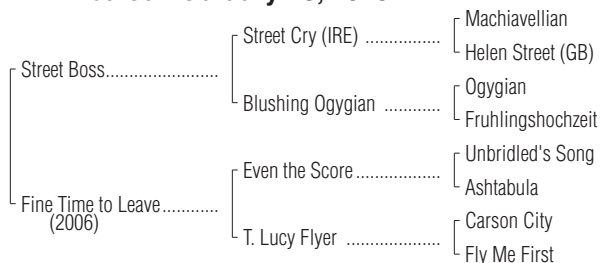 Machiavellian
Street Cry (IRE) ................
Helen Street (GB)
Street Boss........................
Ogygian
Blushing Ogygian ............
Fruhlingshochzeit
Unbridled's Song
Even the Score..................
Ashtabula
Fine Time to Leave............
(2006)
Carson City
T. Lucy Flyer ....................
Fly Me First